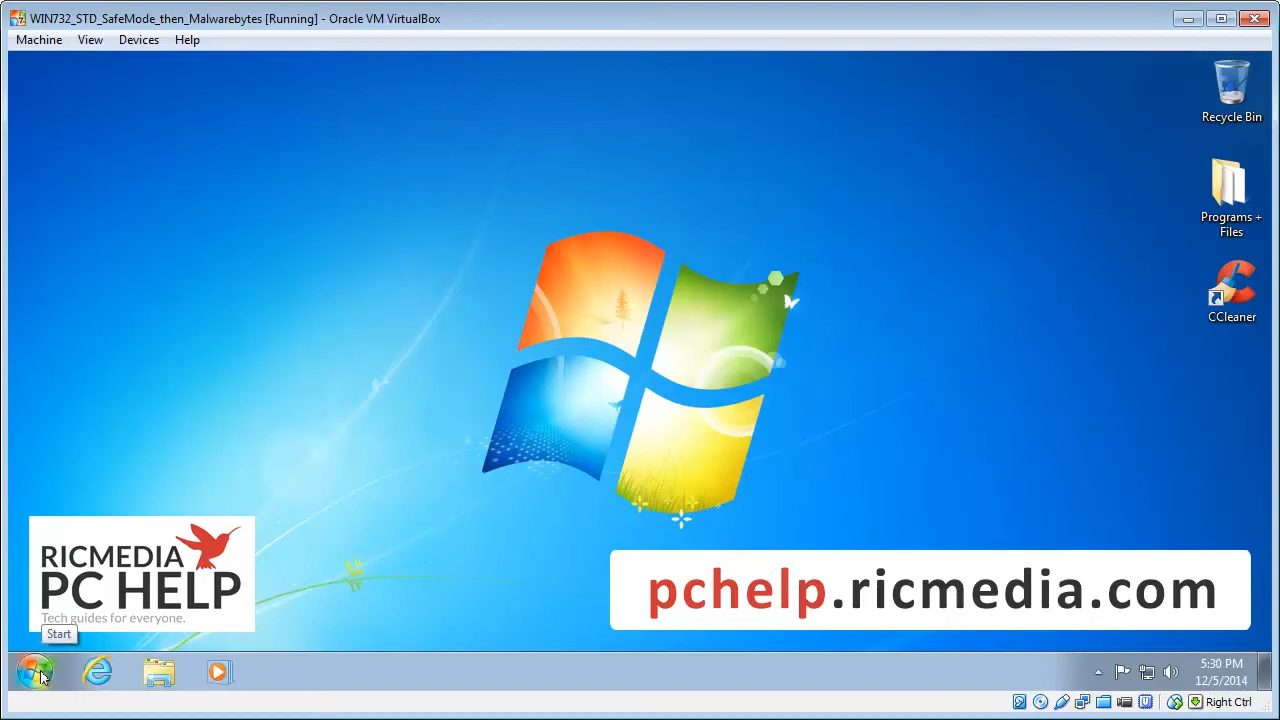 WIN732_STD_SafeMode_then_Malwarebytes [Running] - Oracle VM VirtualBox
Machine View Devices Help
Recycle Bin
Programs +
Files
CCleaner
RICMEDIA
PC HELP
Tech guides for everyone.
pchelp.ricmedia.com
Start
5:30 PM
12/5/2014
Right Ctrl